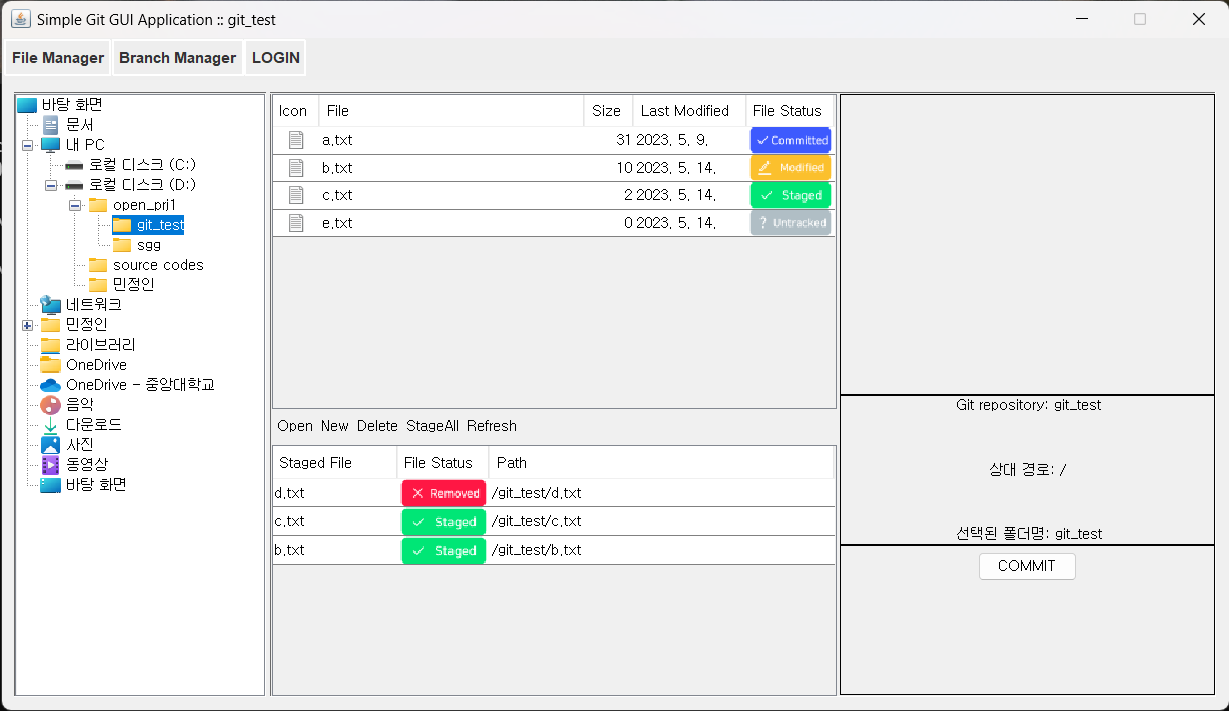 Simple Git GUI Application :: git_test
File Manager Branch Manager LOGIN
바탕 화면
문서
내 PC
로컬 디스크 (C:)
로컬 디스크 (D:)
open_prj1
git_test
sgg
source codes
민정인
네트워크
민정인
라이브러리
OneDrive
OneDrive - 중앙대학교
음악
다운로드
사진
동영상
바탕 화면
Icon File Size Last Modified File Status
a.txt 31 2023. 5. 9. Committed
b.txt 10 2023. 5. 14. Modified
c.txt 2 2023. 5. 14. Staged
e.txt 0 2023. 5. 14. ? Untracked
Open New Delete StageAll Refresh
Staged File File Status Path
d.txt Removed /git_test/d.txt
c.txt Staged /git_test/c.txt
b.txt Staged /git_test/b.txt
Git repository: git_test
상대 경로: /
선택된 폴더명: git_test
COMMIT